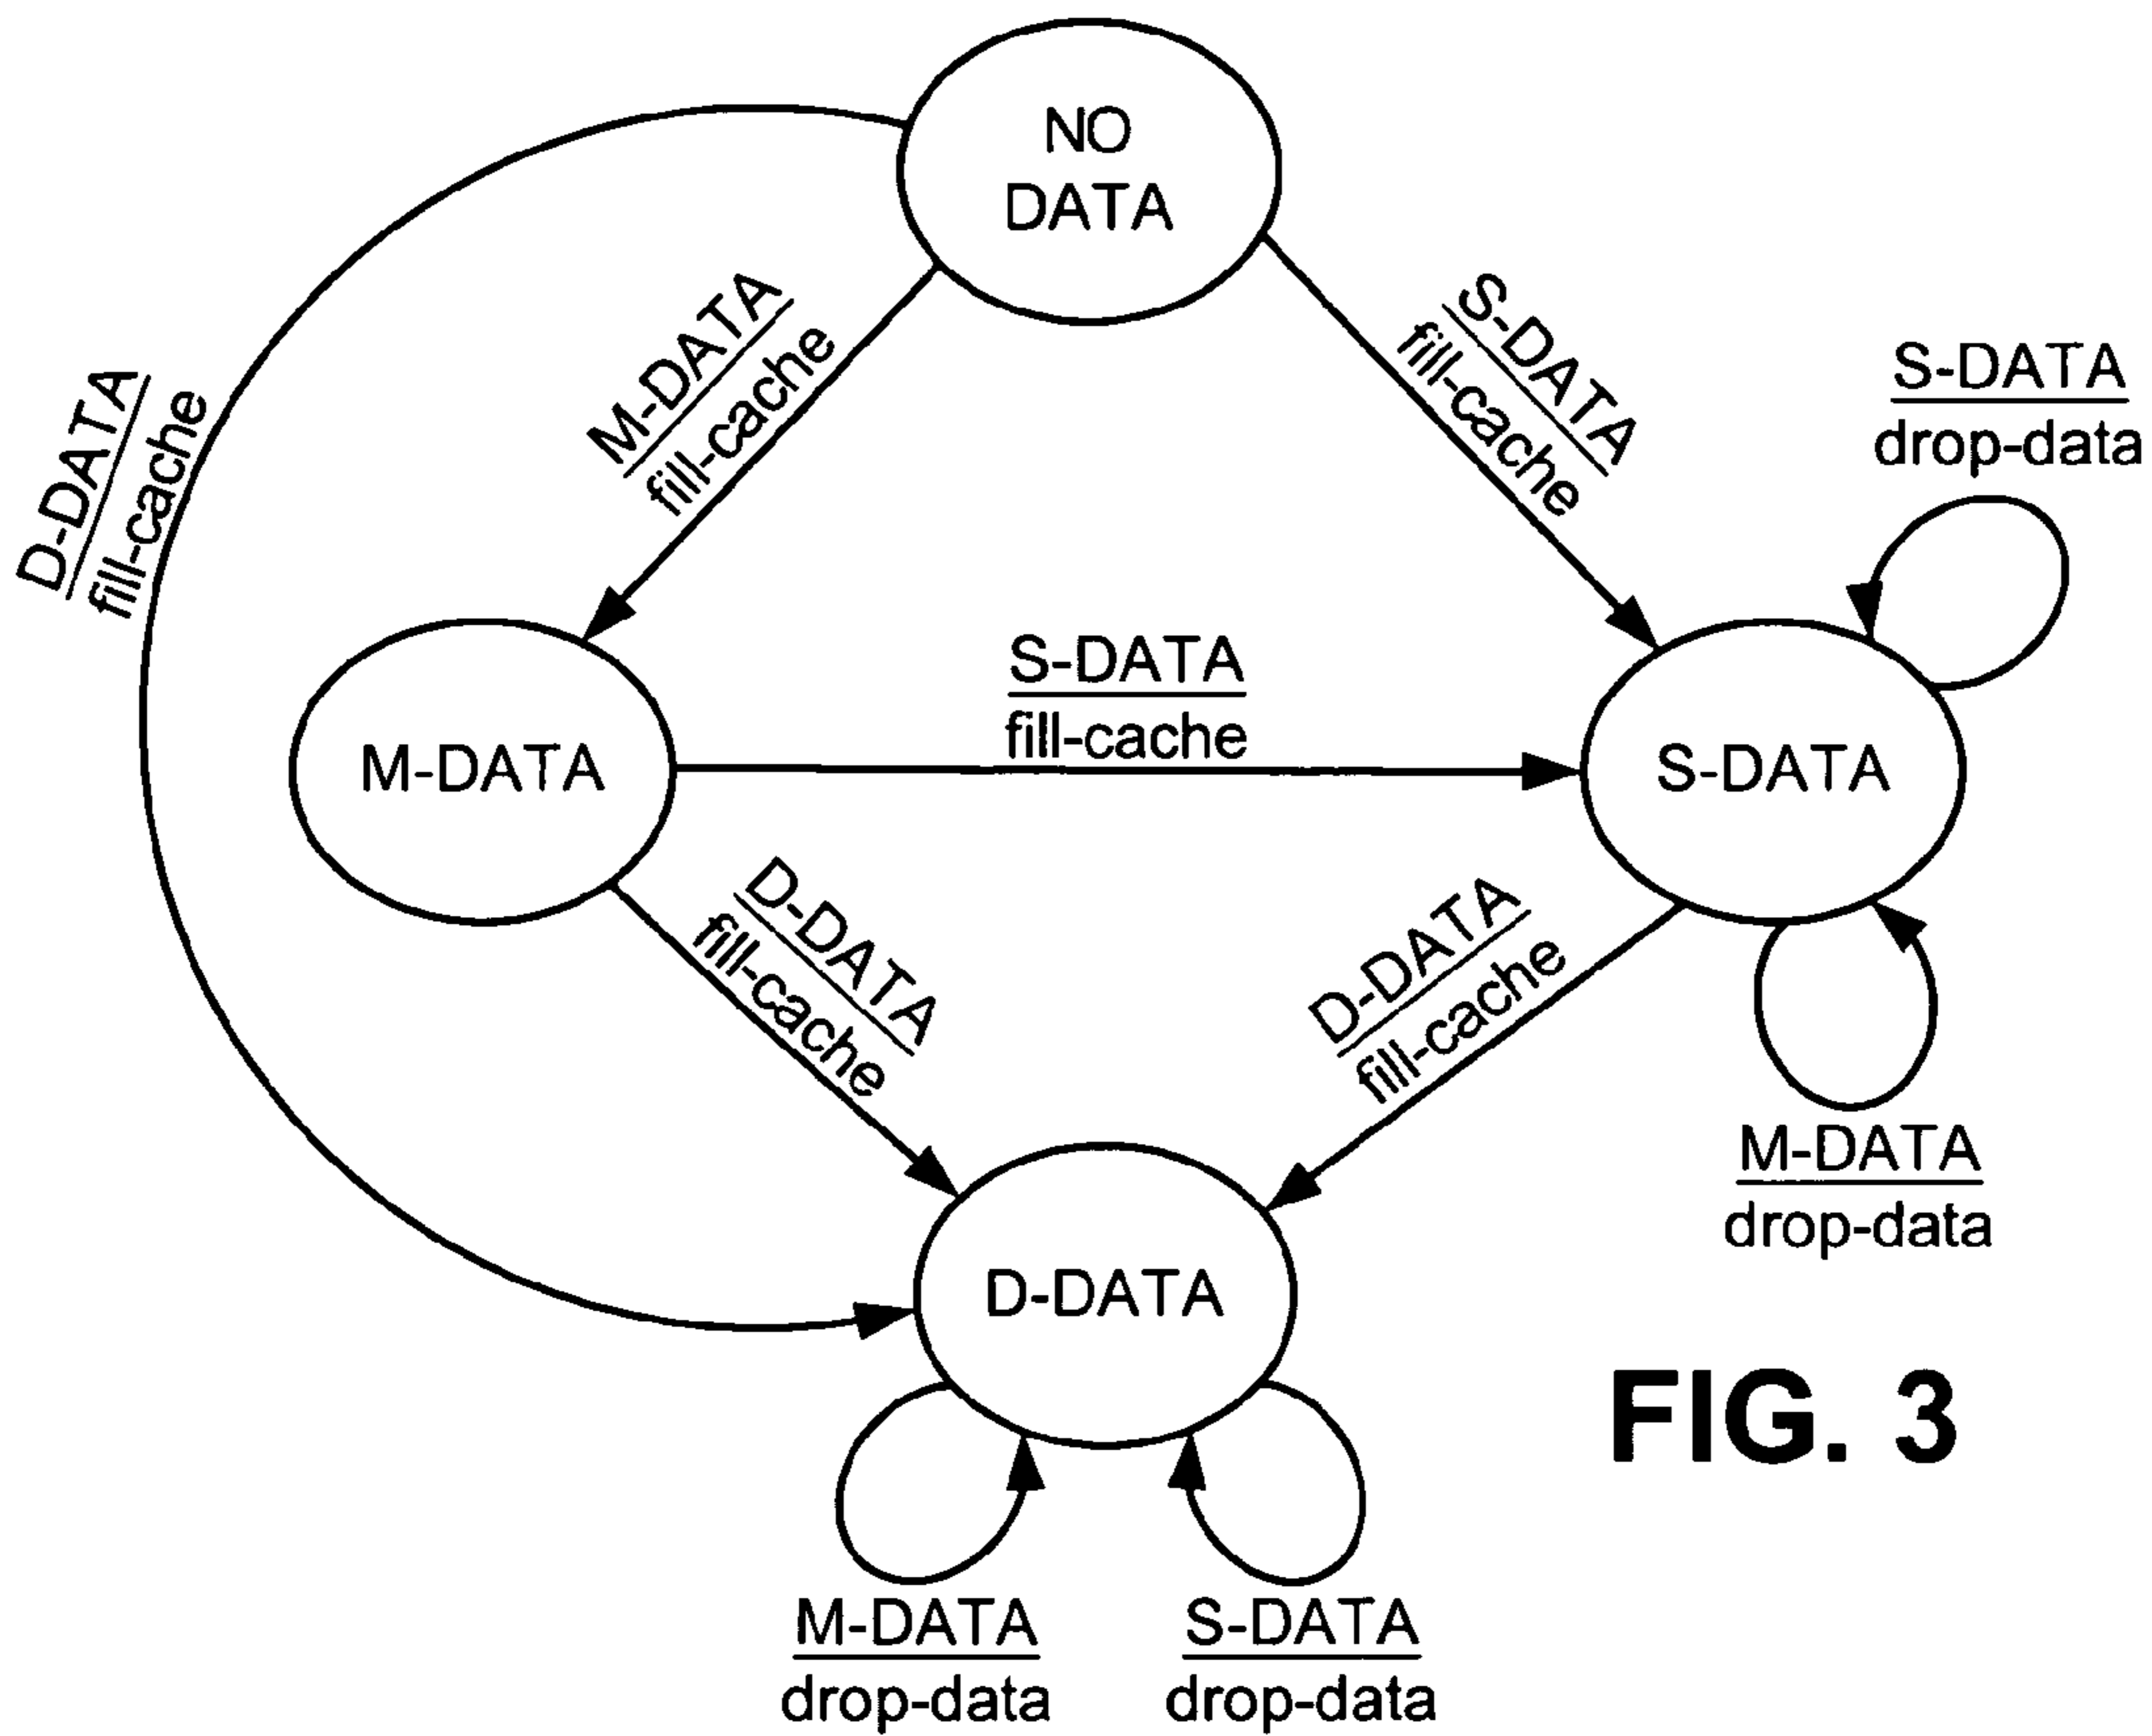 NO
DATA
D-DATA
fill-cache
M-DATA
fill-cache
S-DATA
fill-cache
S-DATA
drop-data
M-DATA
S-DATA
fill-cache
S-DATA
D-DATA
fill-cache
D-DATA
fill-cache
M-DATA
drop-data
D-DATA
FIG. 3
M-DATA
drop-data
S-DATA
drop-data